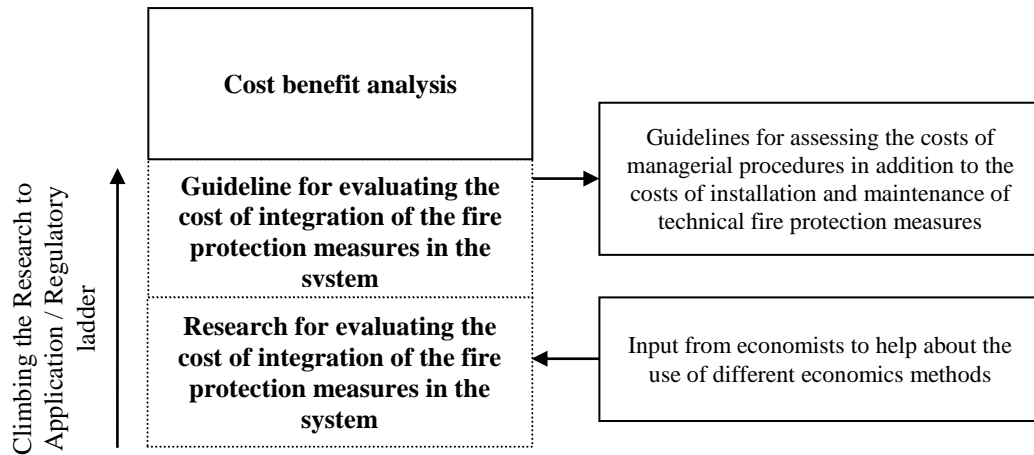 Cost benefit analysis
Guidelines for assessing the costs of
managerial procedures in addition to the
costs of installation and maintenance of
technical fire protection measures
Guideline for evaluating the
cost of integration of the fire
protection measures in the
system
Research for evaluating the
cost of integration of the fire
protection measures in the
system
Input from economists to help about the
use of different economics methods
Climbing the Research to
Application / Regulatory
ladder